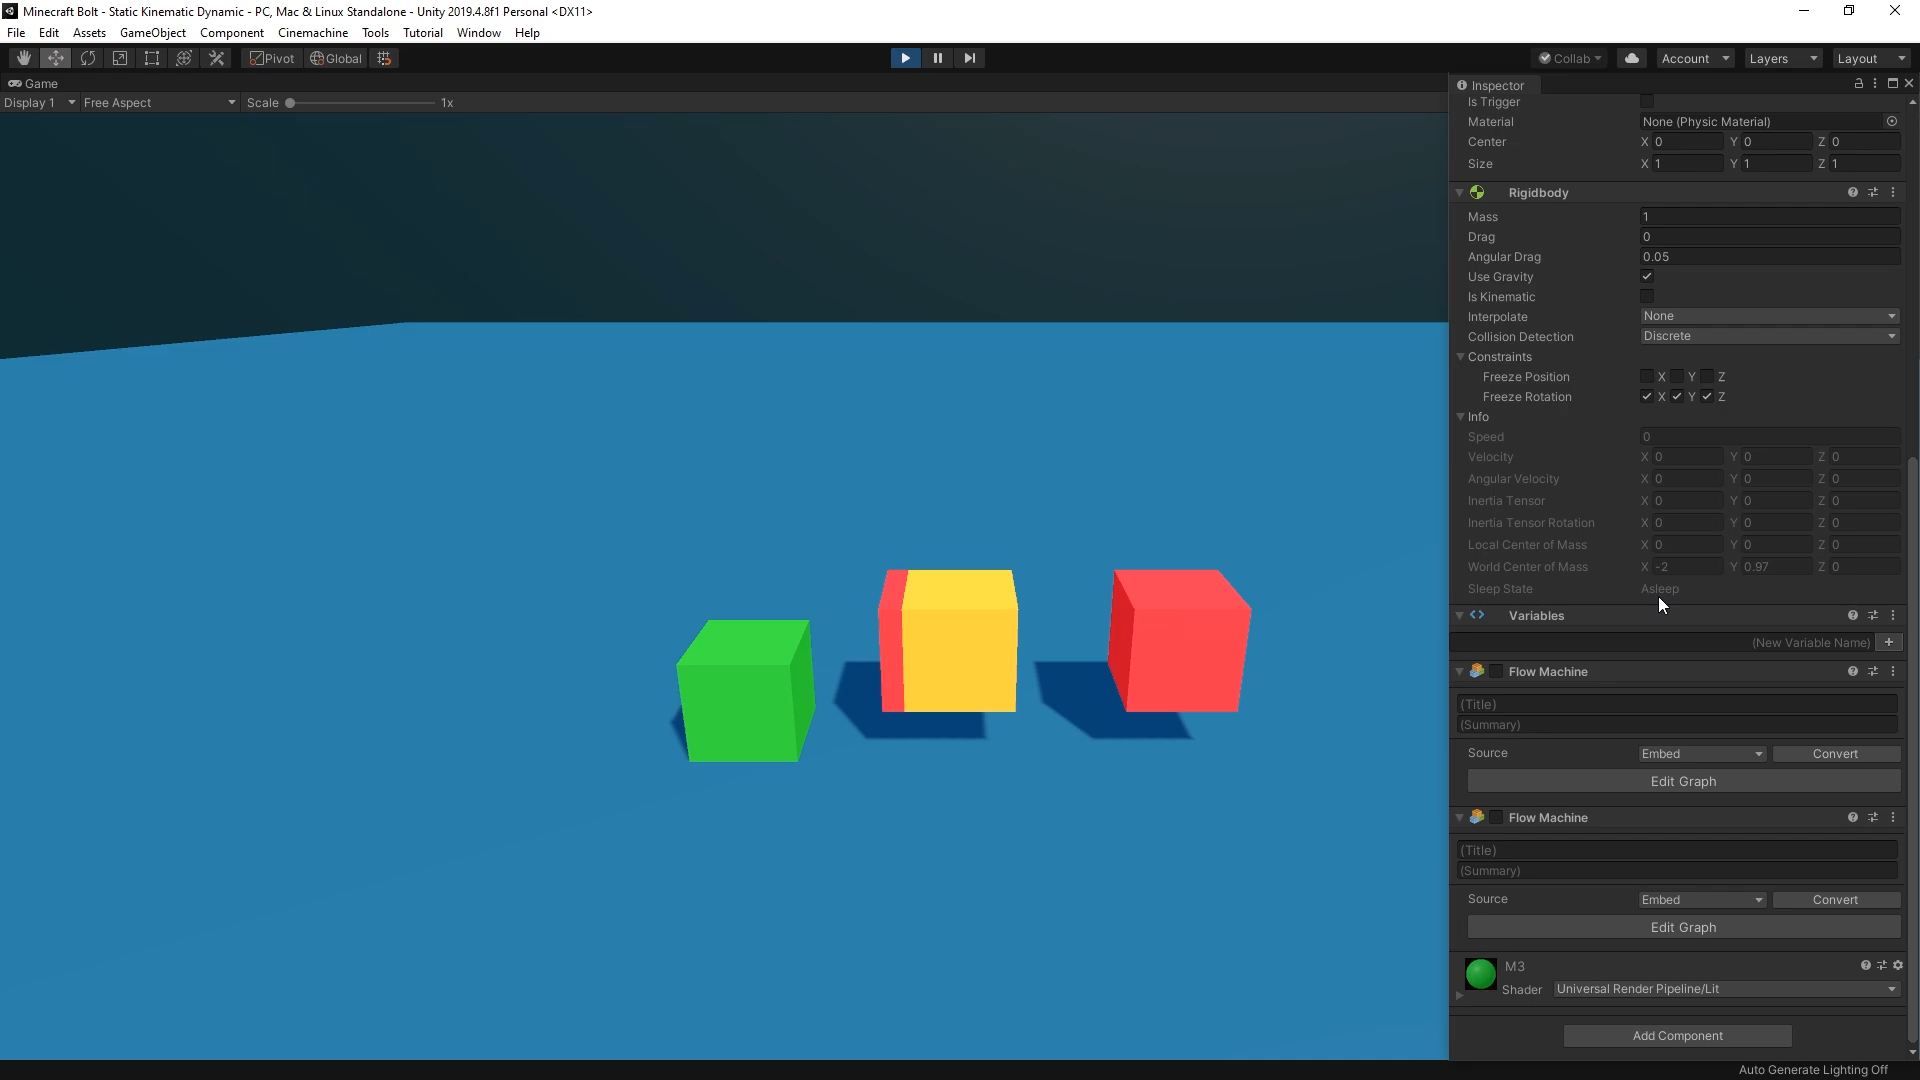 Minecraft Bolt - Static Kinematic Dynamic - PC, Mac & Linux Standalone - Unity 2019.4.8f1 Personal <DX11>
File Edit Assets GameObject Component Cinemachine Tools Tutorial Window Help
Pivot Global Collab Account Layers Layout
Game
Display 1 Free Aspect Scale 1x
Inspector
Is Trigger
Material None (Physic Material)
Center X 0 Y 0 Z 0
Size X 1 Y 1 Z 1
Rigidbody
Mass 1
Drag 0
Angular Drag 0.05
Use Gravity
Is Kinematic
Interpolate None
Collision Detection Discrete
Constraints
Freeze Position X Y Z
Freeze Rotation X Y Z
Info
Speed 0
Velocity X 0 Y 0 Z 0
Angular Velocity X 0 Y 0 Z 0
Inertia Tensor X 0 Y 0 Z 0
Inertia Tensor Rotation X 0 Y 0 Z 0
Local Center of Mass X 0 Y 0 Z 0
World Center of Mass X -2 Y 0.97 Z 0
Sleep State Asleep
Variables
(New Variable Name) +
Flow Machine
(Title)
(Summary)
Source Embed Convert
Edit Graph
Flow Machine
(Title)
(Summary)
Source Embed Convert
Edit Graph
M3
Shader Universal Render Pipeline/Lit
Add Component
Auto Generate Lighting Off